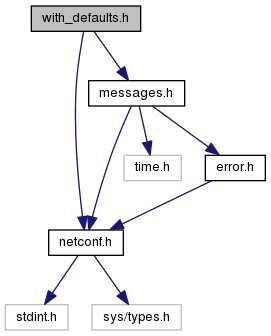 with_defaults.h
messages.h
time.h
error.h
netconf.h
stdint.h
sys/types.h